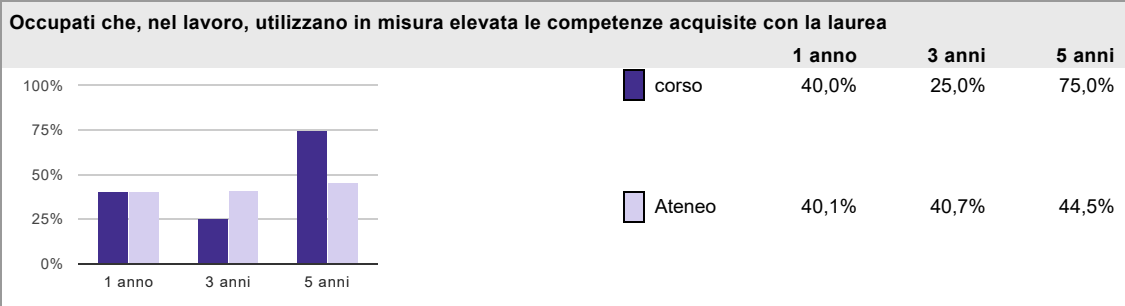 Occupati che, nel lavoro, utilizzano in misura elevata le competenze acquisite con la laurea
1 anno 3 anni 5 anni
corso 40,0% 25,0% 75,0%
Ateneo 40,1% 40,7% 44,5%
100%
75%
50%
25%
0%
1 anno 3 anni 5 anni